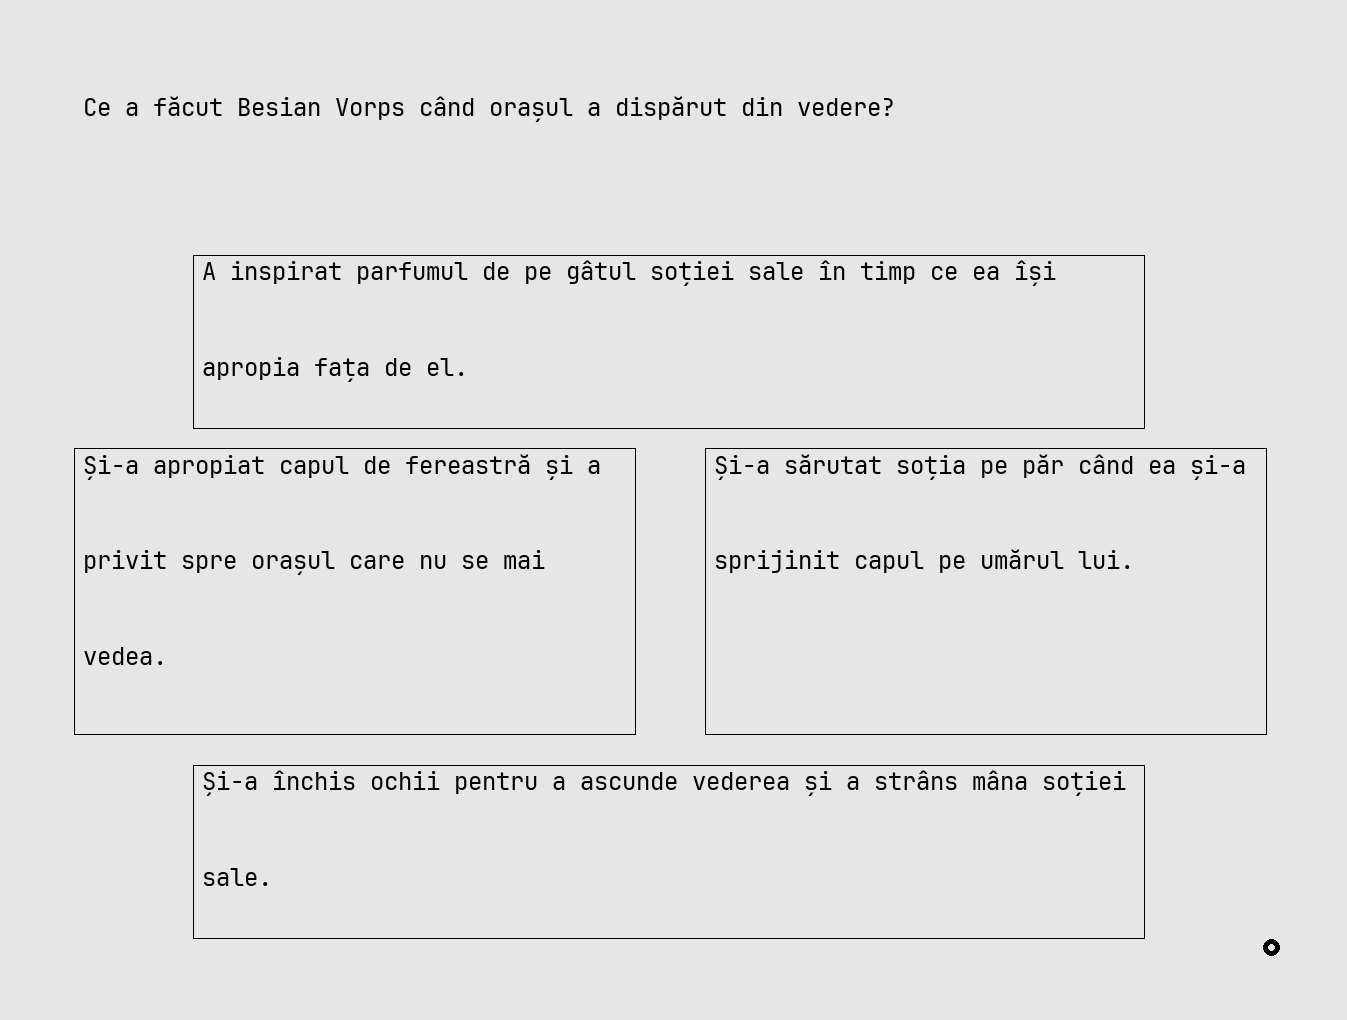 Ce a făcut Besian Vorps când orașul a dispărut din vedere?
A inspirat parfumul de pe gâtul soției sale în timp ce ea își
apropia fața de el.
Și-a apropiat capul de fereastră și a
privit spre orașul care nu se mai
vedea.
Și-a sărutat soția pe păr când ea și-a
sprijinit capul pe umărul lui.
Și-a închis ochii pentru a ascunde vederea și a strâns mâna soției
sale.